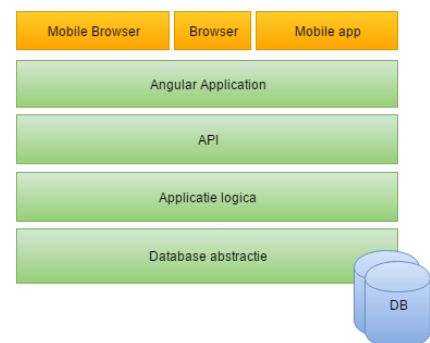 Mobile Browser
Browser
Mobile app
Angular Application
API
Applicatie logica
Database abstractie
DB